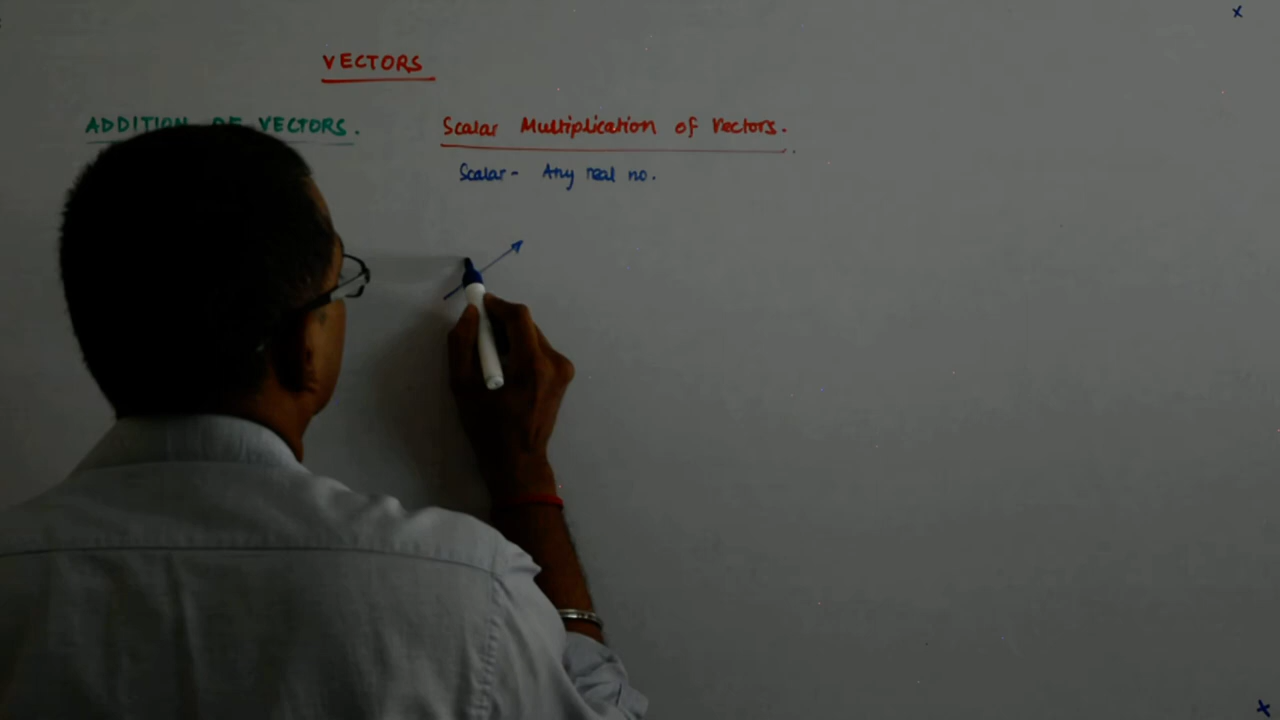 VECTORS
ADDITION OF VECTORS.
Scalar Multiplication of Vectors.
Scalar - Any real no.
x
x